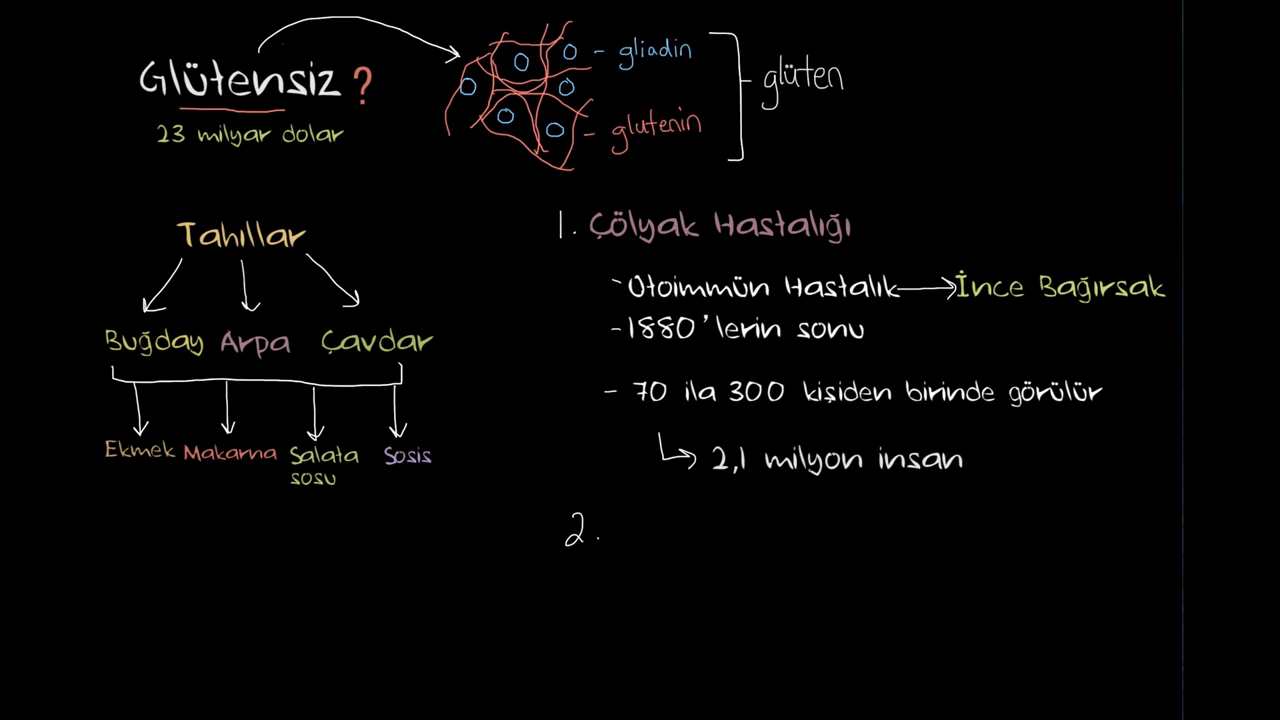 Glütensiz ?
23 milyar dolar
- gliadin
- glutenin
glüten
Tahıllar
Buğday Arpa Çavdar
Ekmek Makarna Salata sosu Sosis
1. Çölyak Hastalığı
-Otoimmün Hastalık İnce Bağırsak
-1880'lerin sonu
- 70 ila 300 kişiden birinde görülür
2,1 milyon insan
2.